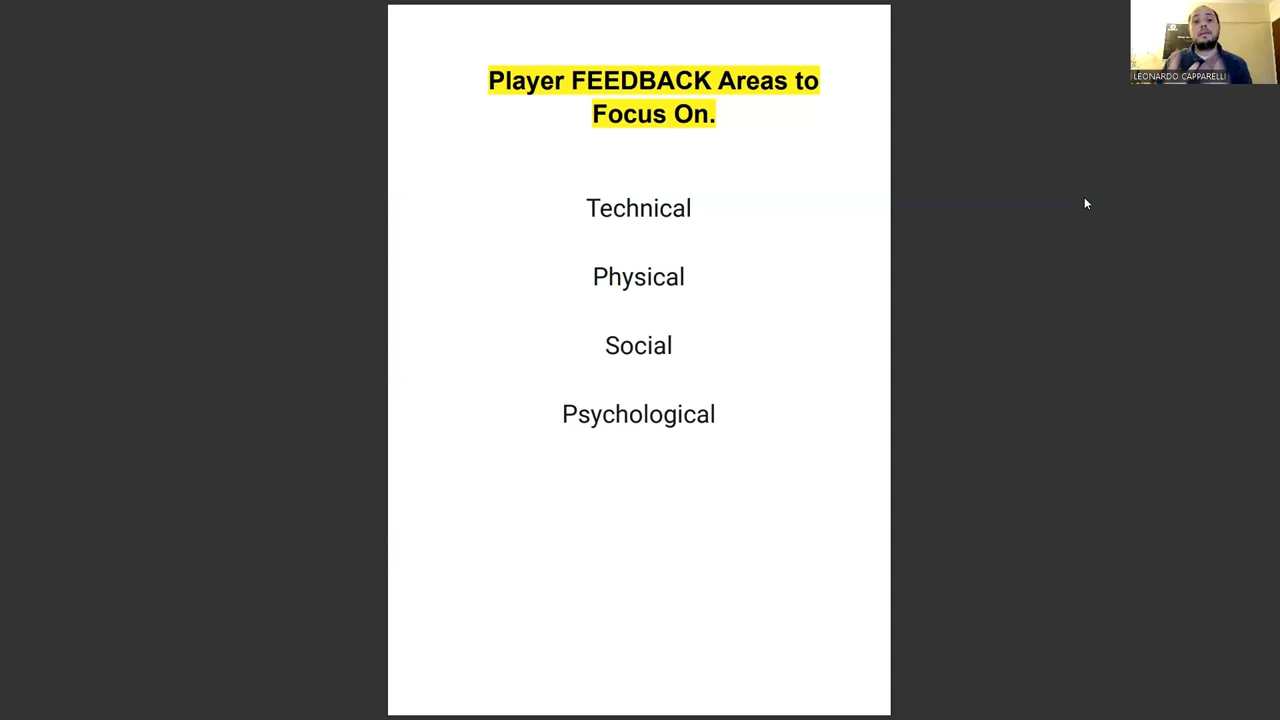 Player FEEDBACK Areas to
Focus On.
Technical
Physical
Social
Psychological
LEONARDO CAPPARELLI